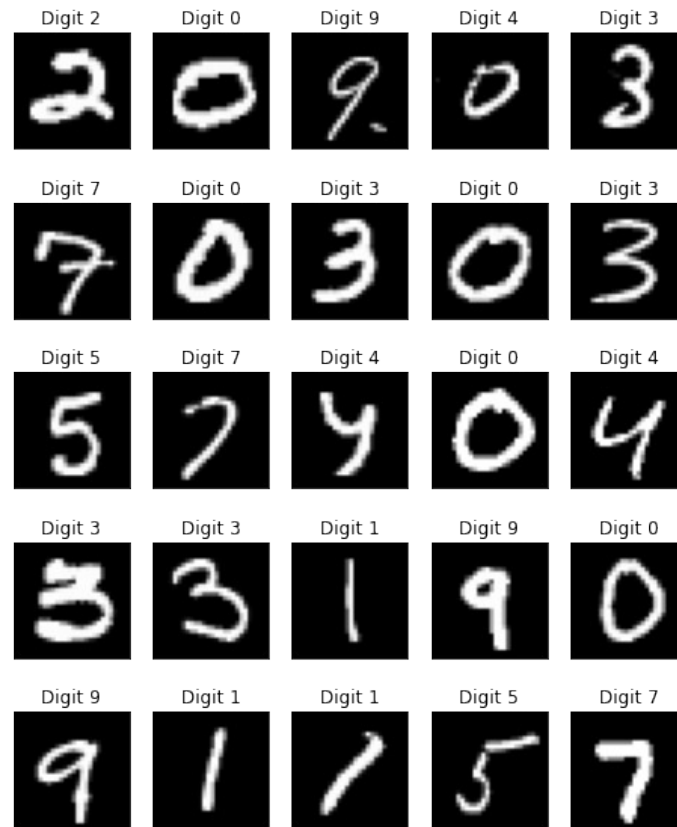 Digit 2 Digit 0 Digit 9 Digit 4 Digit 3
2 0 9 0 3
Digit 7 Digit 0 Digit 3 Digit 0 Digit 3
7 0 3 0 3
Digit 5 Digit 7 Digit 4 Digit 0 Digit 4
5 7 4 0 4
Digit 3 Digit 3 Digit 1 Digit 9 Digit 0
3 3 1 9 0
Digit 9 Digit 1 Digit 1 Digit 5 Digit 7
9 1 1 5 7